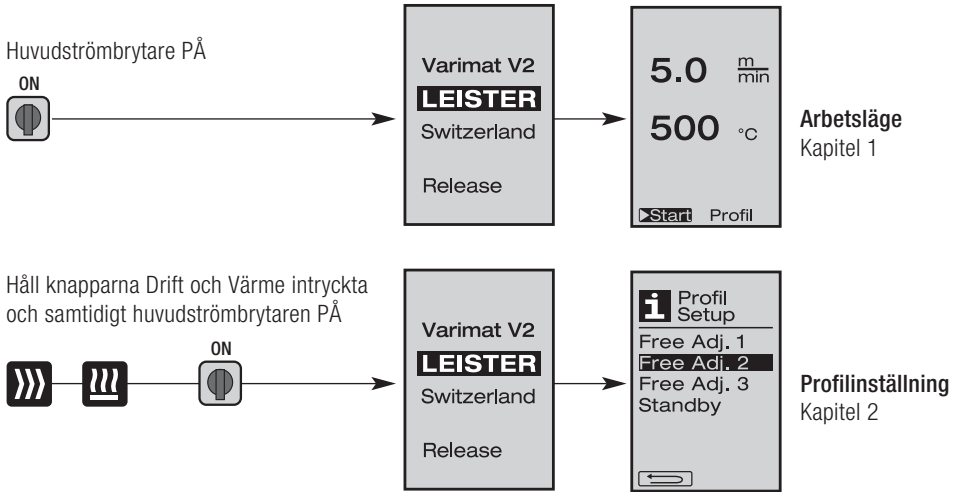 Huvudströmbrytare PÅ
ON
Varimat V2
LEISTER
Switzerland
Release
5.0 m/min
500 °C
Start Profil
Arbetsläge
Kapitel 1
Håll knapparna Drift och Värme intryckta
och samtidigt huvudströmbrytaren PÅ
ON
Varimat V2
LEISTER
Switzerland
Release
i Profil
Setup
Free Adj. 1
Free Adj. 2
Free Adj. 3
Standby
Profilinställning
Kapitel 2